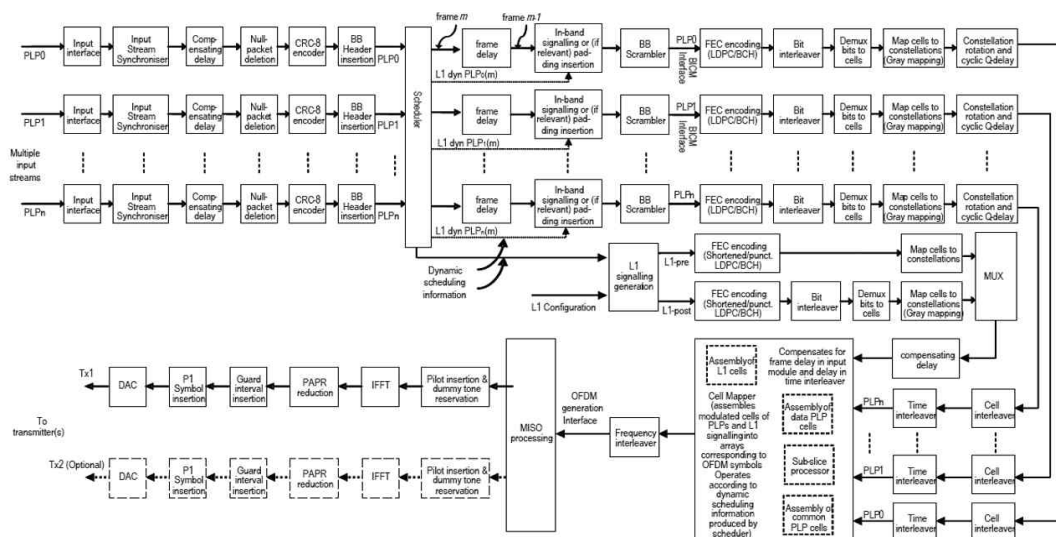 frame m
frame m-1
PLP0
Input
interface
Input
Stream
Synchroniser
Comp-
ensating
delay
Null-
packet
deletion
CRC-8
encoder
BB
Header
insertion
PLP0
Scheduler
frame
delay
In-band
signalling or (if
relevant) pad-
ding insertion
L1 dyn PLP0(m)
BB
Scrambler
PLP0
BICM
Interface
FEC encoding
(LDPC/BCH)
Bit
interleaver
Demux
bits to
cells
Map cells to
constellations
(Gray mapping)
Constellation
rotation and
cyclic Q-delay
PLP1
Input
interface
Input
Stream
Synchroniser
Compe-
ensating
delay
Null-
packet
deletion
CRC-8
encoder
BB
Header
insertion
PLP1
frame
delay
In-band
signalling or (if
relevant) pad-
ding insertion
L1 dyn PLP1(m)
BB
Scrambler
PLP1
BICM
Interface
FEC encoding
(LDPC/BCH)
Bit
interleaver
Demux
bits to
cells
Map cells to
constellations
(Gray mapping)
Constellation
rotation and
cyclic Q-delay
Multiple
input
streams
PLPn
Input
interface
Input
Stream
Synchroniser
Compe-
ensating
delay
Null-
packet
deletion
CRC-8
encoder
BB
Header
insertion
PLPn
frame
delay
In-band
signalling or (if
relevant) pad-
ding insertion
L1 dyn PLPn(m)
BB
Scrambler
PLPn
FEC encoding
(LDPC/BCH)
Bit
interleaver
Demux
bits to
cells
Map cells to
constellations
(Gray mapping)
Constellation
rotation and
cyclic Q-delay
Dynamic
scheduling
information
L1 Configuration
L1
signalling
generation
L1-pre
FEC encoding
(Shortened/punct.
LDPC/BCH)
Map cells to
constellations
MUX
L1-post
FEC encoding
(Shortened/punct.
LDPC/BCH)
Bit
interleaver
Demux
bits to
cells
Map cells to
constellations
(Gray mapping)
Assembly of
L1 cells
Compensates for
frame delay in input
module and delay in
time interleaver
compensating
delay
Cell Mapper
(assembles
modulated cells of
PLPs and L1
signalling into
arrays
corresponding to
OFDM symbols
Operates
according to
dynamic
scheduling
information
produced by
scheduler)
Assembly of
data PLP
cells
Sub-slice
processor
Assembly of
common
PLP cells
PLPn
Time
interleaver
Cell
interleaver
PLP1
Time
interleaver
Cell
interleaver
PLP0
Time
interleaver
Cell
interleaver
Tx1
DAC
P1
Symbol
insertion
Guard
interval
insertion
PAPR
reduction
IFFT
Pilot insertion &
dummy tone
reservation
MISO
processing
OFDM
generation
Interface
Frequency
interleaver
To
transmitter(s)
Tx2 (Optional)
DAC
P1
Symbol
insertion
Guard
interval
insertion
PAPR
reduction
IFFT
Pilot insertion &
dummy tone
reservation